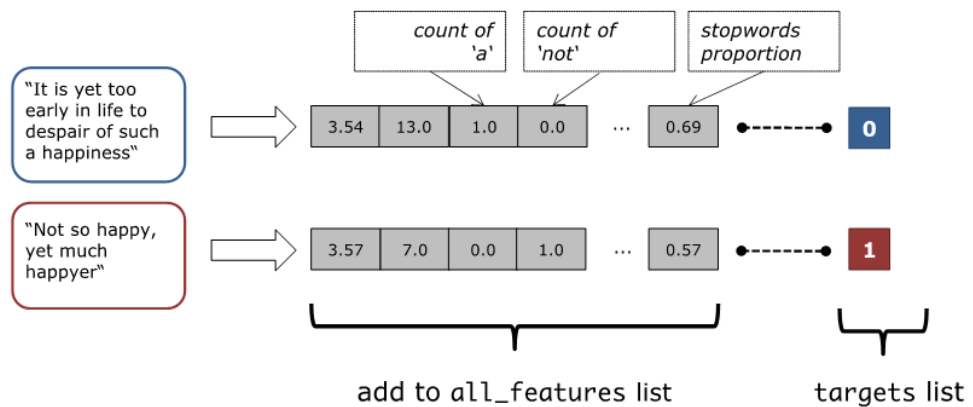 count of
‘a‘
count of
‘not‘
stopwords
proportion
“It is yet too
early in life to
despair of such
a happiness“
3.54 13.0 1.0 0.0 ... 0.69 0
“Not so happy,
yet much
happyer“
3.57 7.0 0.0 1.0 ... 0.57 1
add to all_features list
targets list